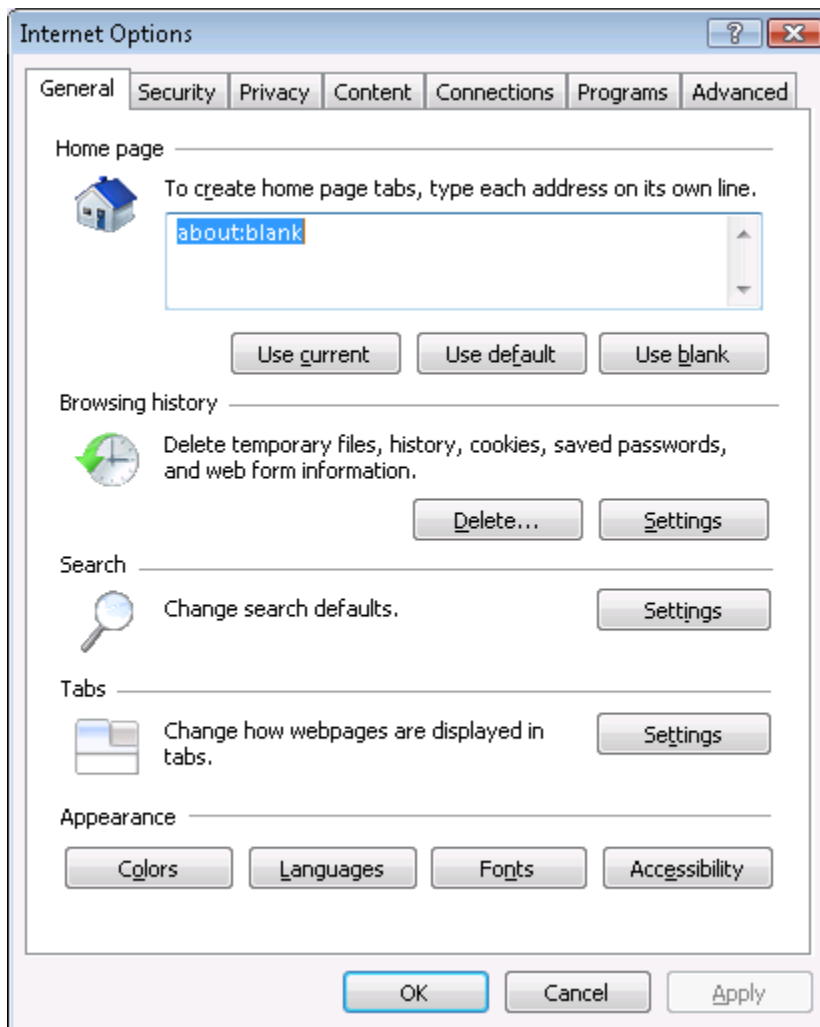 Internet Options
General Security Privacy Content Connections Programs Advanced
Home page
To create home page tabs, type each address on its own line.
about:blank
Use current Use default Use blank
Browsing history
Delete temporary files, history, cookies, saved passwords,
and web form information.
Delete... Settings
Search
Change search defaults. Settings
Tabs
Change how webpages are displayed in
tabs.
Settings
Appearance
Colors Languages Fonts Accessibility
OK Cancel Apply